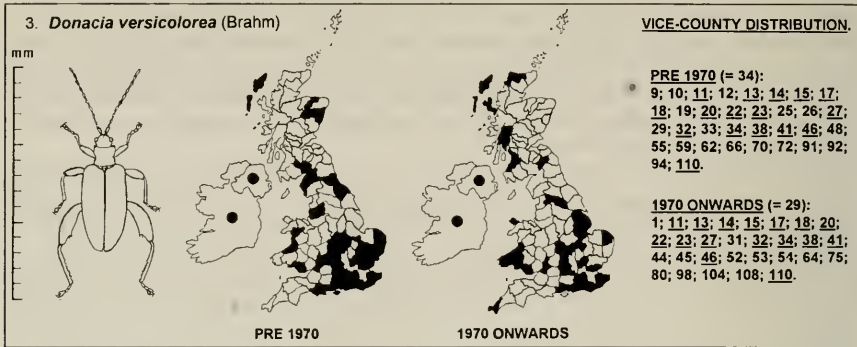 3. Donacia versicolorea (Brahm)
mm
PRE 1970
1970 ONWARDS
VICE-COUNTY DISTRIBUTION.
PRE 1970 (= 34):
9; 10; 11; 12; 13; 14; 15; 17;
18; 19; 20; 22; 23; 25; 26; 27;
29; 32; 33; 34; 38; 41; 46; 48;
55; 59; 62; 66; 70; 72; 91; 92;
94; 110.
1970 ONWARDS (= 29):
1; 11; 13; 14; 15; 17; 18; 20;
22; 23; 27; 31; 32; 34; 38; 41;
44; 45; 46; 52; 53; 54; 64; 75;
80; 98; 104; 108; 110.